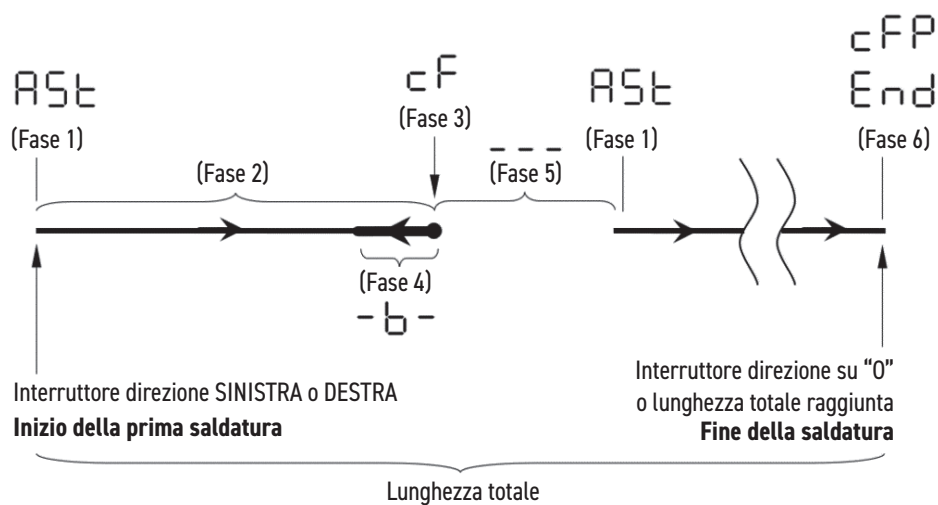 cFP
ASt
cF
ASt
End
(Fase 1)
(Fase 3)
(Fase 1)
(Fase 6)
(Fase 2)
- - -
(Fase 5)
(Fase 4)
-b-
Interruttore direzione SINISTRA o DESTRA
Inizio della prima saldatura
Interruttore direzione su “0”
o lunghezza totale raggiunta
Fine della saldatura
Lunghezza totale